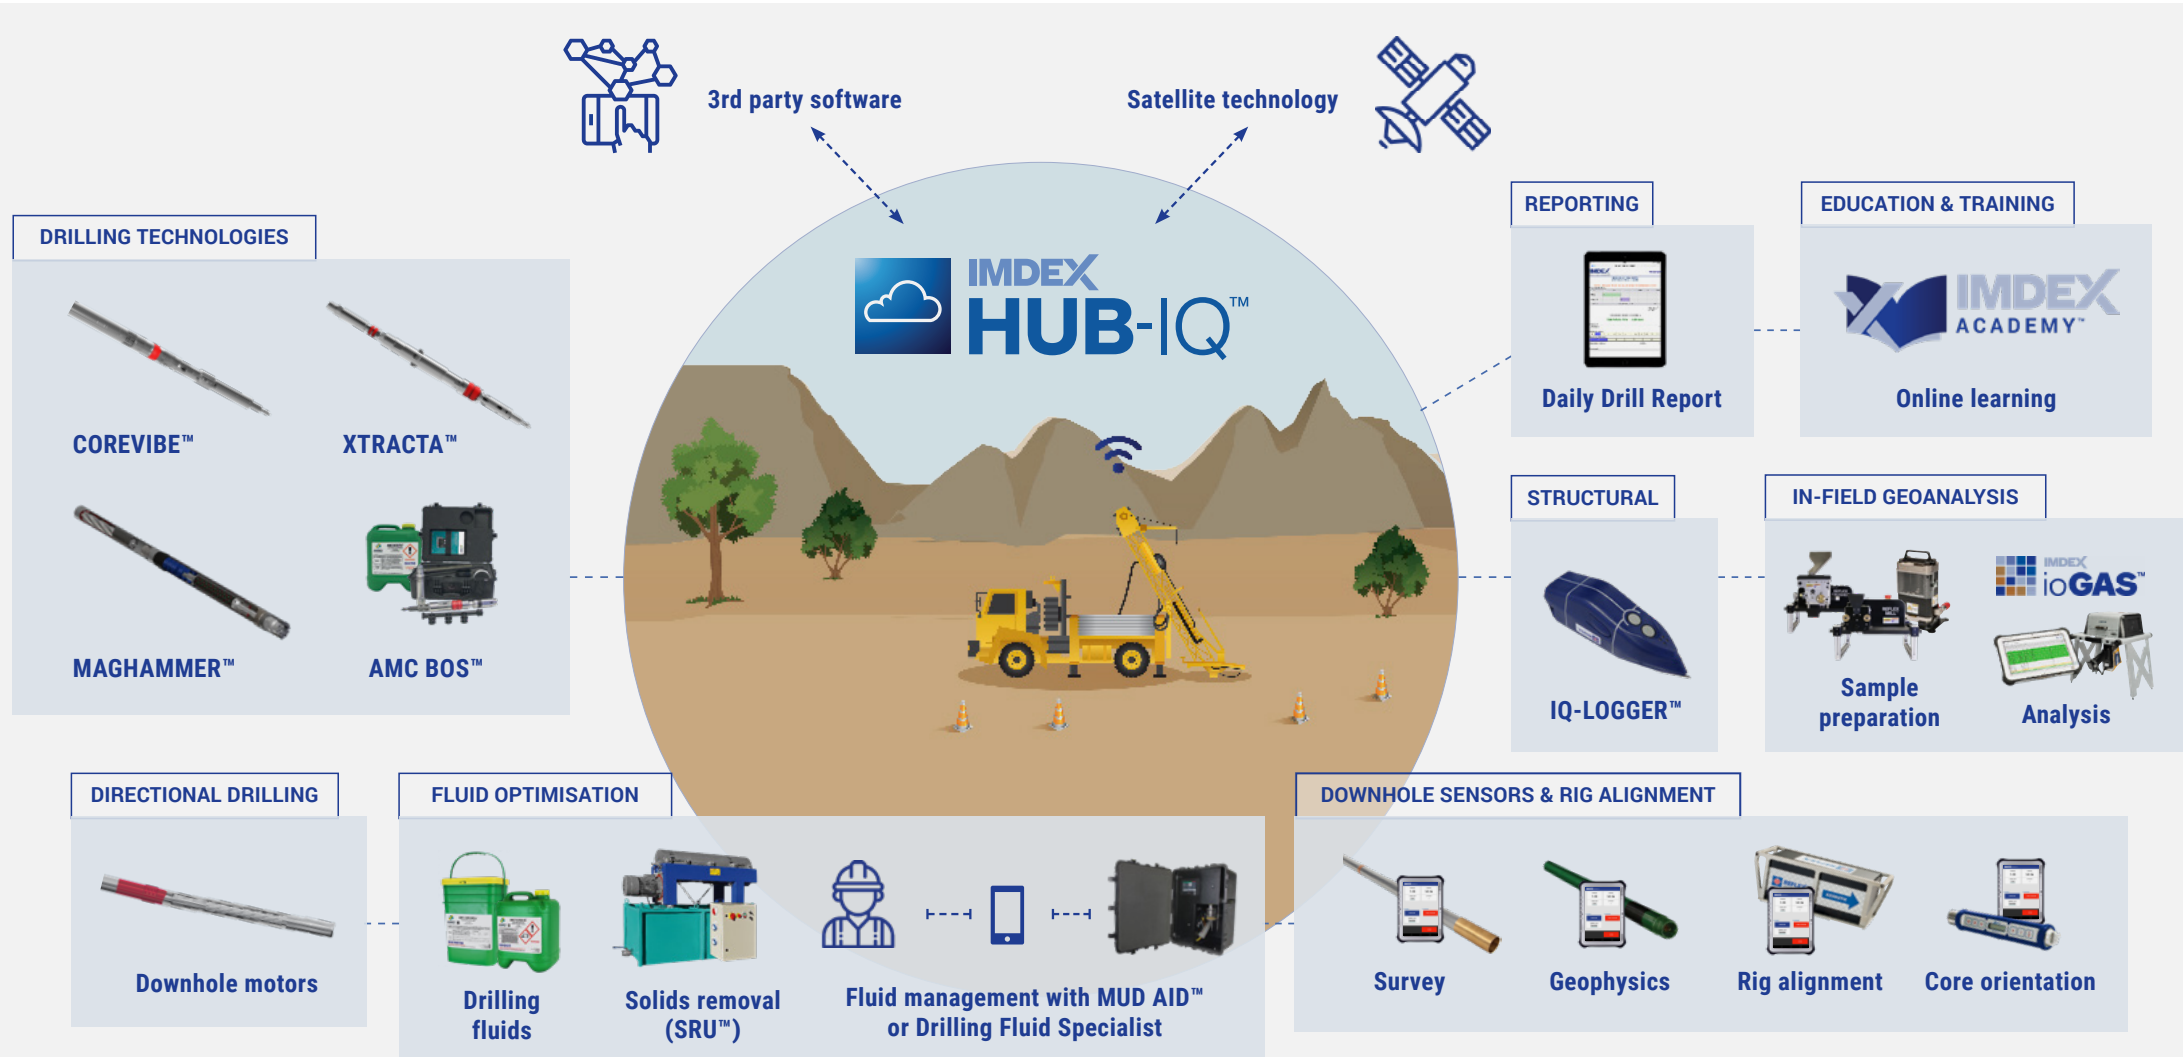 3rd party software
Satellite technology
IMDEX
HUB-IQ™
DRILLING TECHNOLOGIES
COREVIBE™
XTRACTA™
MAGHAMMER™
AMC BOS™
REPORTING
Daily Drill Report
EDUCATION & TRAINING
IMDEX
ACADEMY™
Online learning
STRUCTURAL
IQ-LOGGER™
IN-FIELD GEOANALYSIS
Sample
preparation
IMDEX
ioGAS™
Analysis
DIRECTIONAL DRILLING
Downhole motors
FLUID OPTIMISATION
Drilling
fluids
Solids removal
(SRU™)
Fluid management with MUD AID™
or Drilling Fluid Specialist
DOWNHOLE SENSORS & RIG ALIGNMENT
Survey
Geophysics
Rig alignment
Core orientation